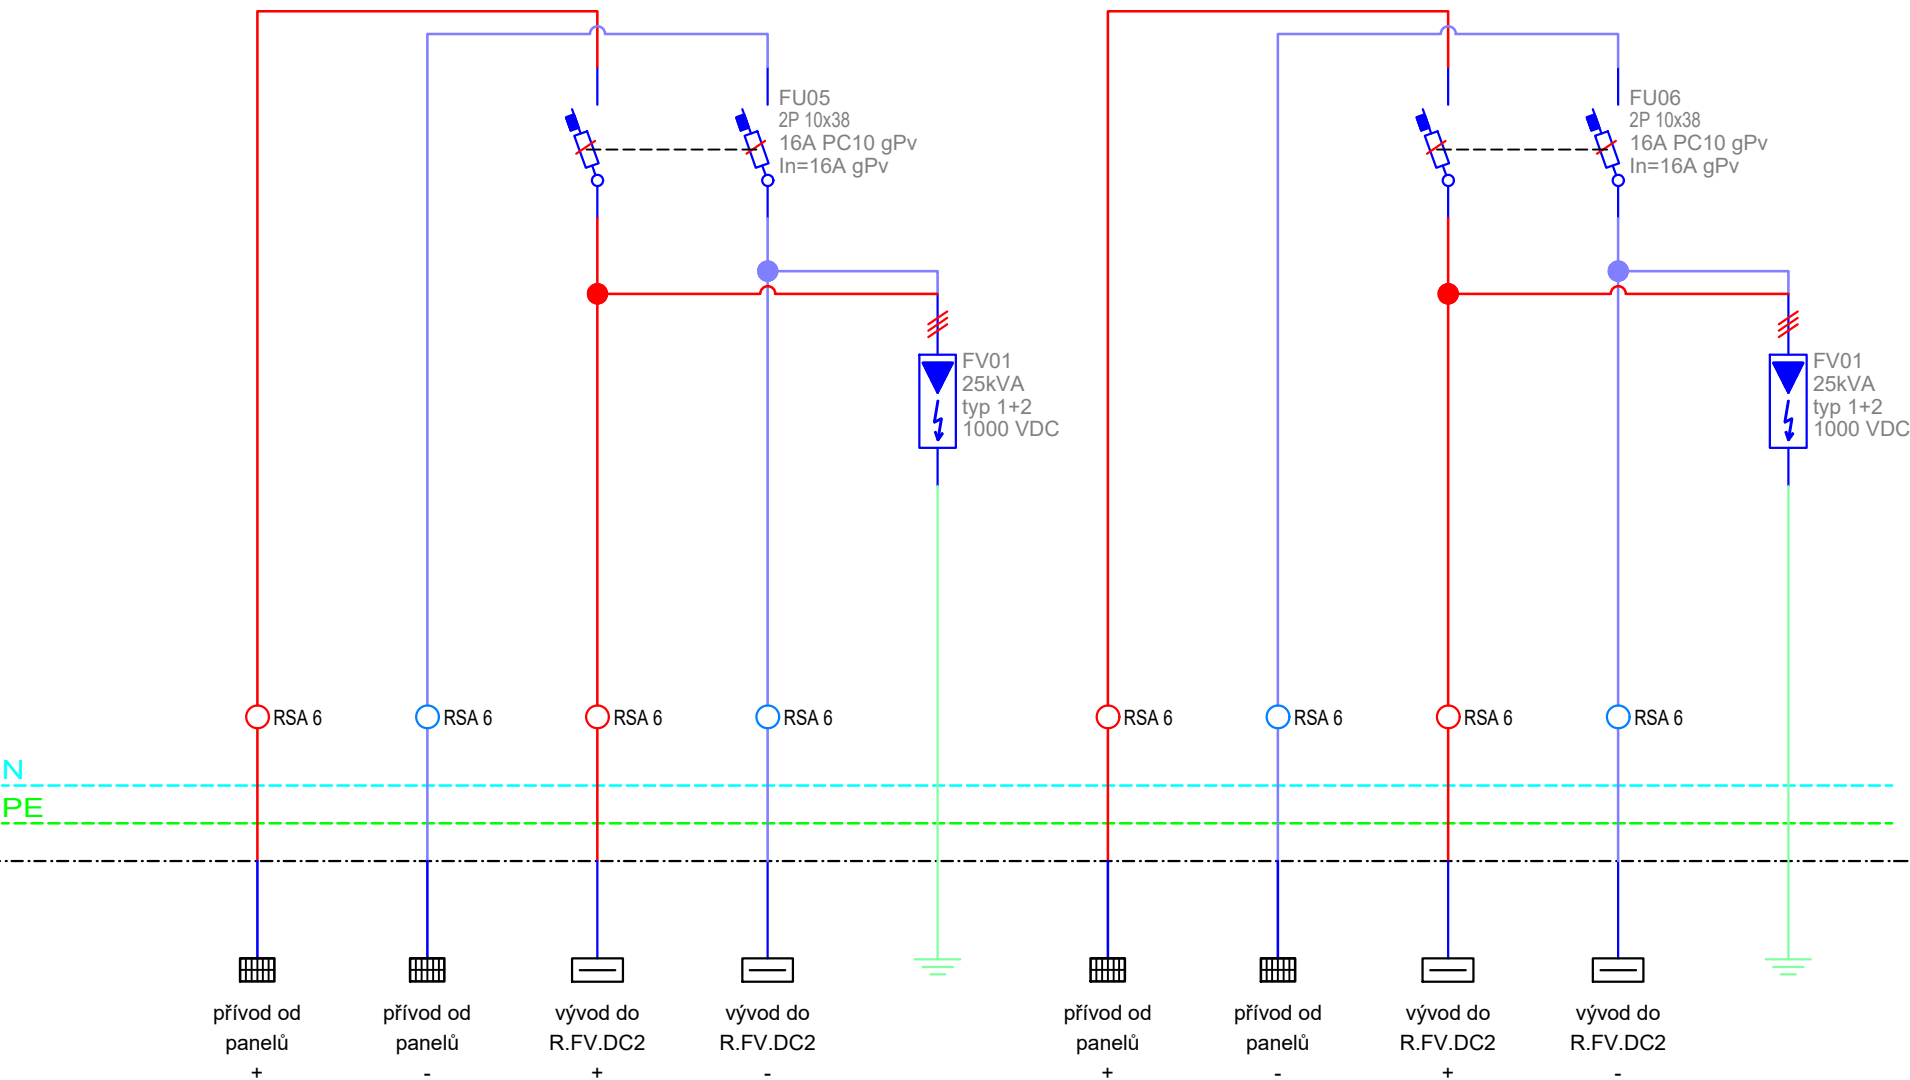 FU05
2P 10x38
16A PC10 gPv
In=16A gPv
FU06
2P 10x38
16A PC10 gPv
In=16A gPv
FV01
25kVA
typ 1+2
1000 VDC
FV01
25kVA
typ 1+2
1000 VDC
RSA 6
RSA 6
RSA 6
RSA 6
RSA 6
RSA 6
RSA 6
RSA 6
N
PE
přívod od
panelů
+
přívod od
panelů
-
vývod do
R.FV.DC2
+
vývod do
R.FV.DC2
-
přívod od
panelů
+
přívod od
panelů
-
vývod do
R.FV.DC2
+
vývod do
R.FV.DC2
-